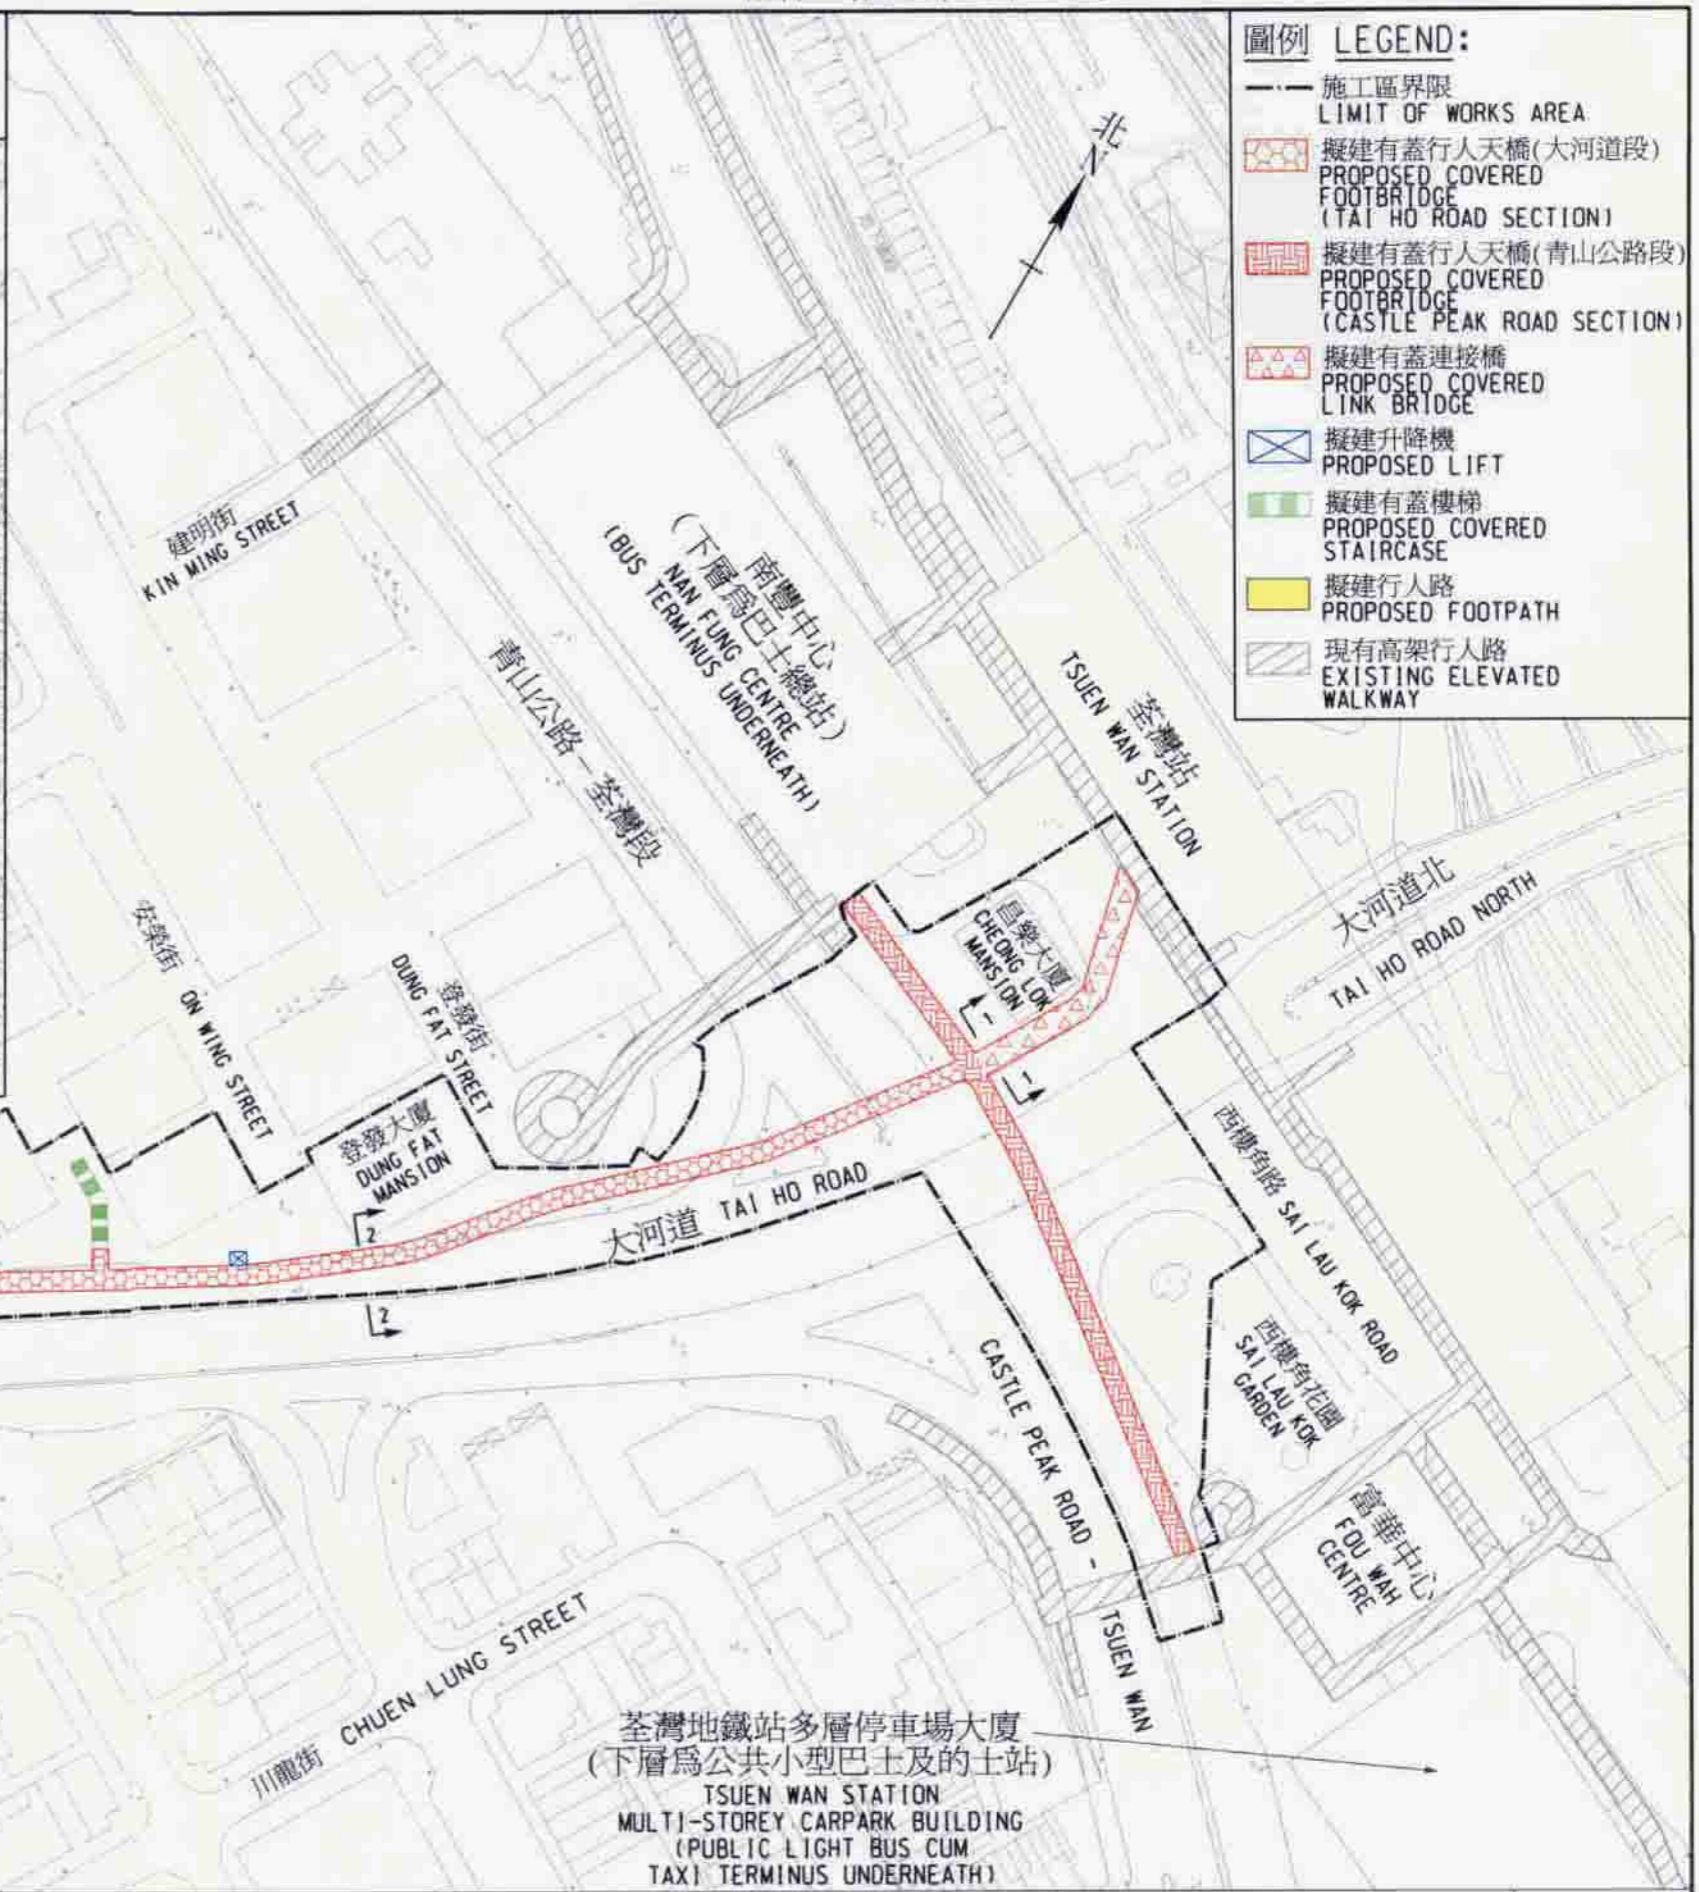 圖例 LEGEND:
施工區界限
LIMIT OF WORKS AREA
擬建有蓋行人天橋(大河道段)
PROPOSED COVERED
FOOTBRIDGE
(TAI HO ROAD SECTION)
擬建有蓋行人天橋(青山公路段)
PROPOSED COVERED
FOOTBRIDGE
(CASTLE PEAK ROAD SECTION)
擬建有蓋連接橋
PROPOSED COVERED
LINK BRIDGE
擬建升降機
PROPOSED LIFT
擬建有蓋樓梯
PROPOSED COVERED
STAIRCASE
擬建行人路
PROPOSED FOOTPATH
現有高架行人路
EXISTING ELEVATED
WALKWAY
北
N
建明街
KIN MING STREET
南豐中心
(下層爲巴士總站)
NAN FUNG CENTRE
(BUS TERMINUS UNDERNEATH)
青山公路-荃灣段
荃灣站
TSUEN WAN STATION
大河道北
TAI HO ROAD NORTH
昌樂大廈
CHEONG LOK
MANSION
安榮街
ON WING STREET
登發街
DUNG FAT STREET
登發大廈
DUNG FAT
MANSION
1
1
2
2
大河道 TAI HO ROAD
西樓角路 SAI LAU KOK ROAD
西樓角花園
SAI LAU KOK
GARDEN
CASTLE PEAK ROAD -
TSUEN WAN
富華中心
FOU WAH
CENTRE
川龍街 CHUEN LUNG STREET
荃灣地鐵站多層停車場大廈
(下層爲公共小型巴士及的士站)
TSUEN WAN STATION
MULTI-STOREY CARPARK BUILDING
(PUBLIC LIGHT BUS CUM
TAXI TERMINUS UNDERNEATH)